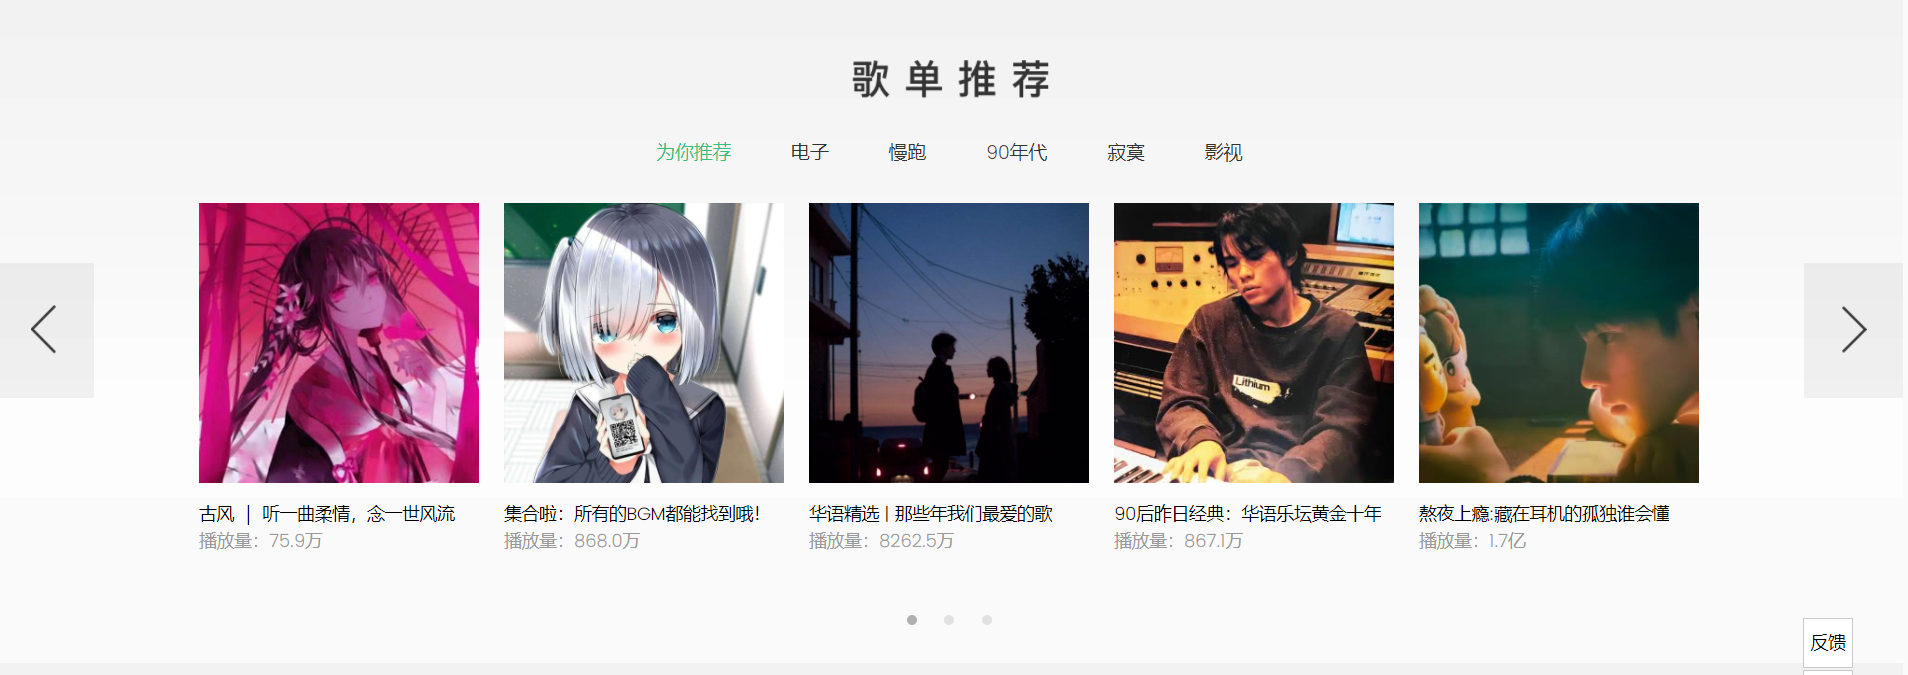 歌单推荐
为你推荐 电子 慢跑 90年代 寂寞 影视
Lithium
古风 | 听一曲柔情，念一世风流
播放量：75.9万
集合啦：所有的BGM都能找到哦！
播放量：868.0万
华语精选 | 那些年我们最爱的歌
播放量：8262.5万
90后昨日经典：华语乐坛黄金十年
播放量：867.1万
熬夜上瘾:藏在耳机的孤独谁会懂
播放量：1.7亿
反馈